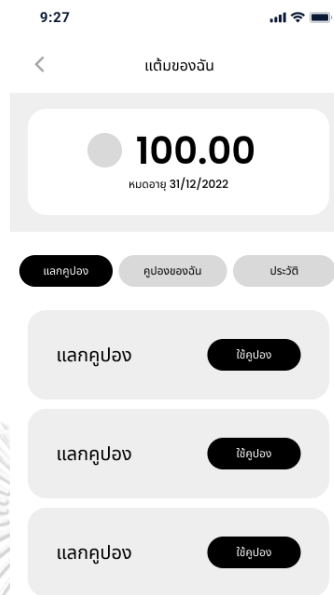 9:27
แต้มของฉัน
100.00
หมดอายุ 31/12/2022
แลกคูปอง คูปองของฉัน ประวัติ
แลกคูปอง ใช้คูปอง
แลกคูปอง ใช้คูปอง
แลกคูปอง ใช้คูปอง